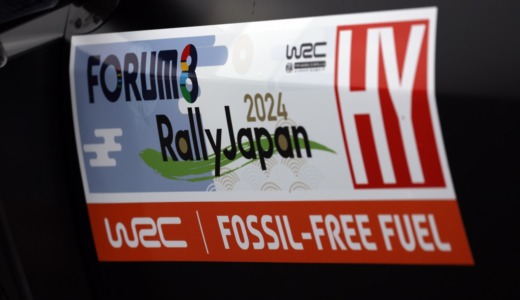 FORUM8
WRC
2024
RallyJapan
HY
WRC | FOSSIL-FREE FUEL